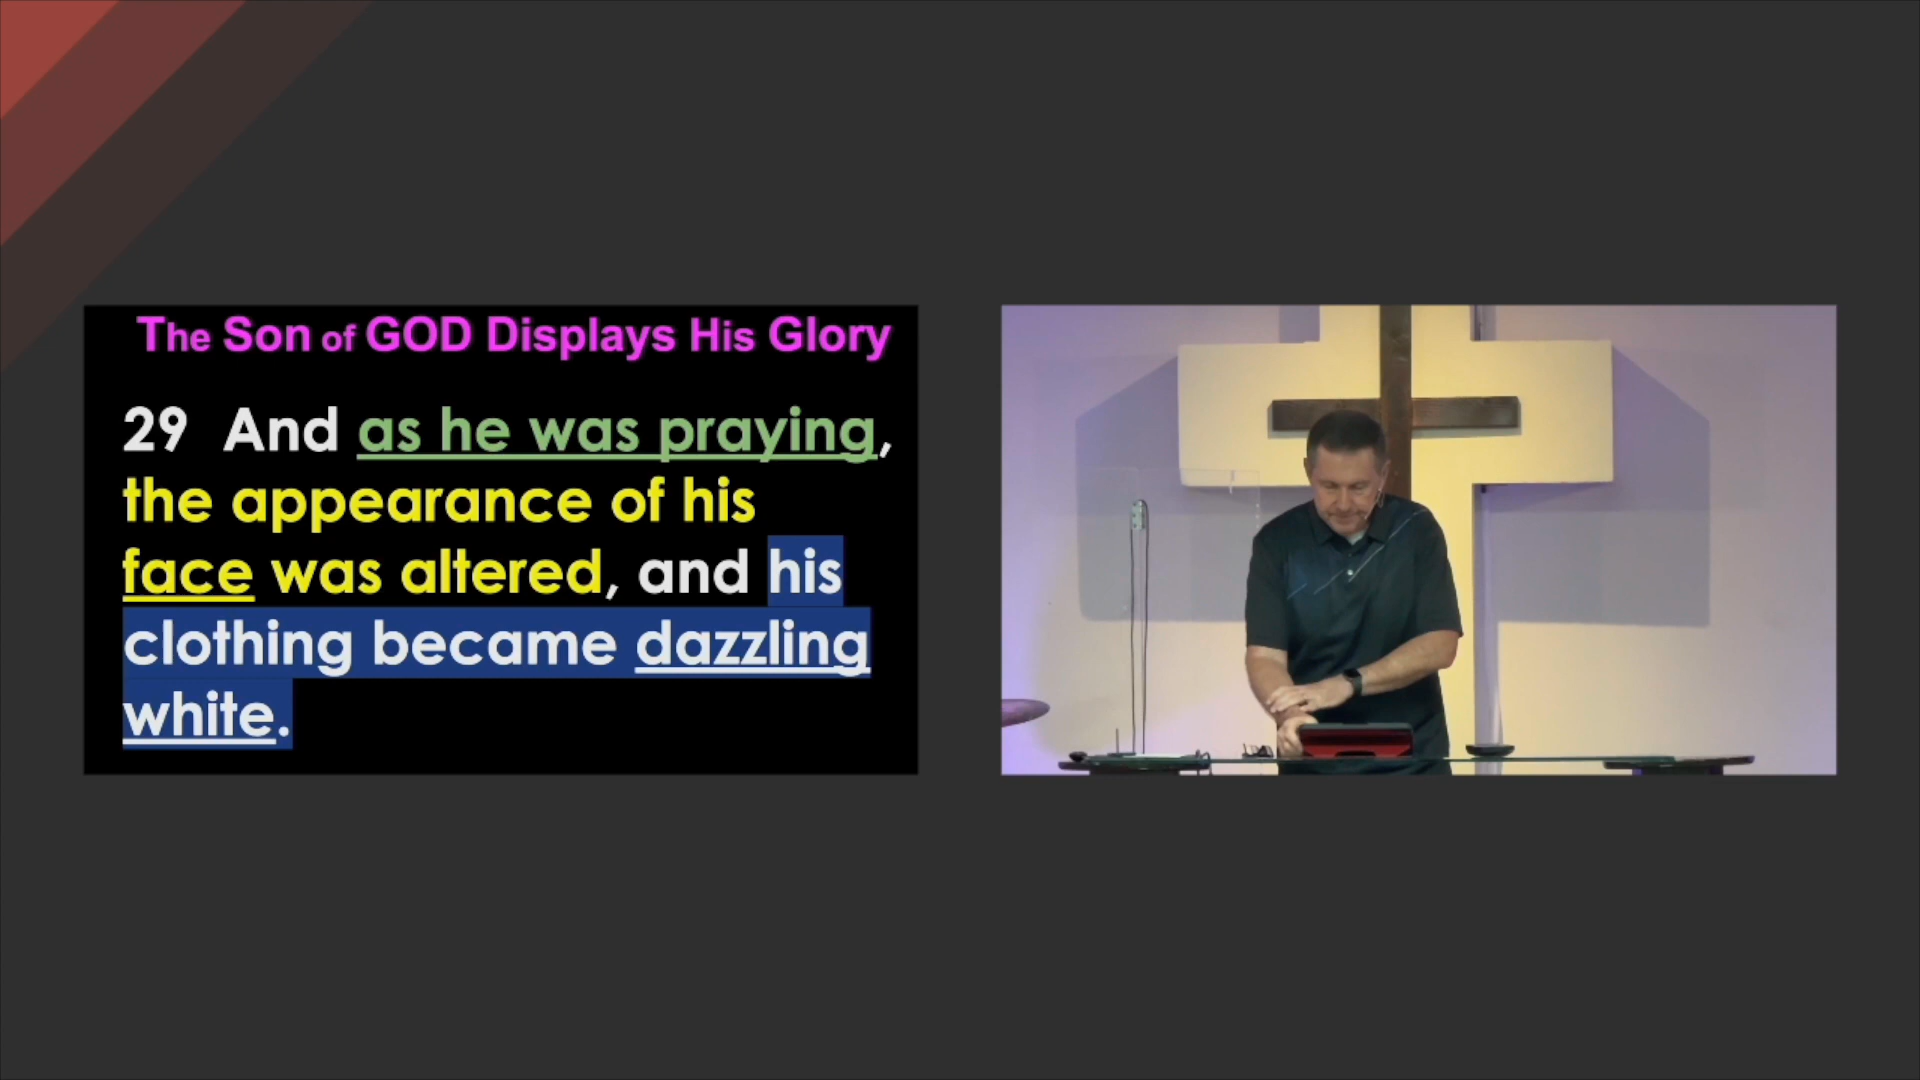 The Son of GOD Displays His Glory
29 And as he was praying,
the appearance of his
face was altered, and his
clothing became dazzling
white.